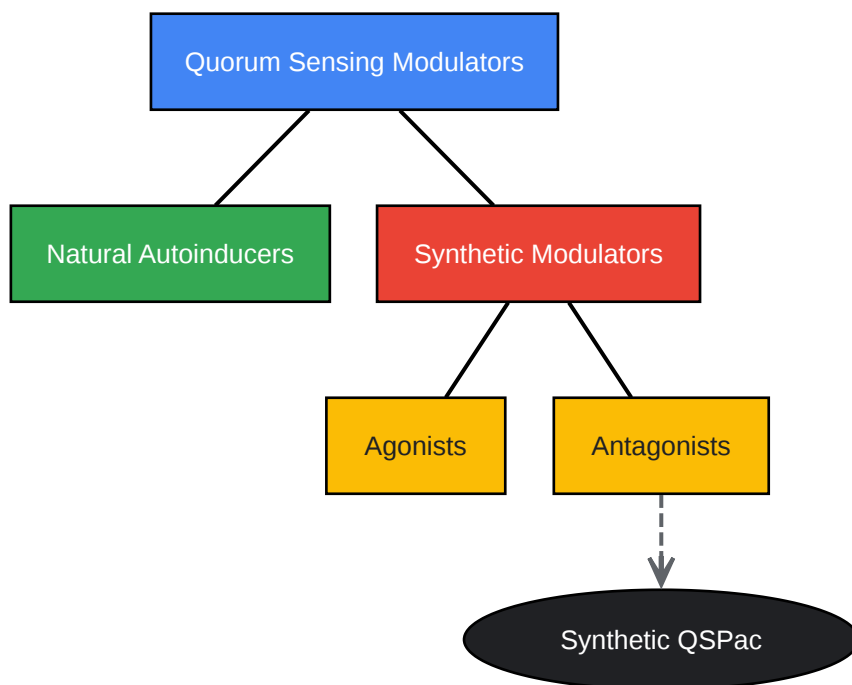 Quorum Sensing Modulators
Natural Autoinducers
Synthetic Modulators
Agonists
Antagonists
Synthetic QSPac